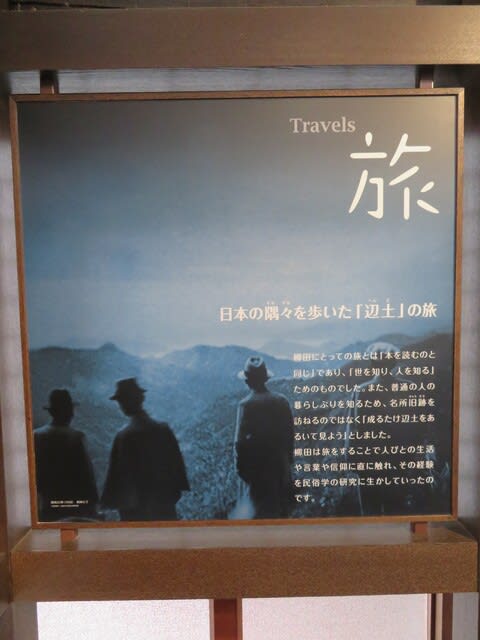 Travels
旅
日本の隅々を歩いた「辺土」の旅
柳田にとっての旅とは「本を読むのと
同じ」であり、「世を知り、人を知る」
ためのものでした。また、普通の人の
暮らしぶりを知るため、名所旧跡を
訪ねるのではなく「成るたけ辺土をあ
るいて見よう」としました。
柳田は旅をすることで人びとの生活
や言葉や信仰に直に触れ、その経験
を民俗学の研究に生かしていったの
です。